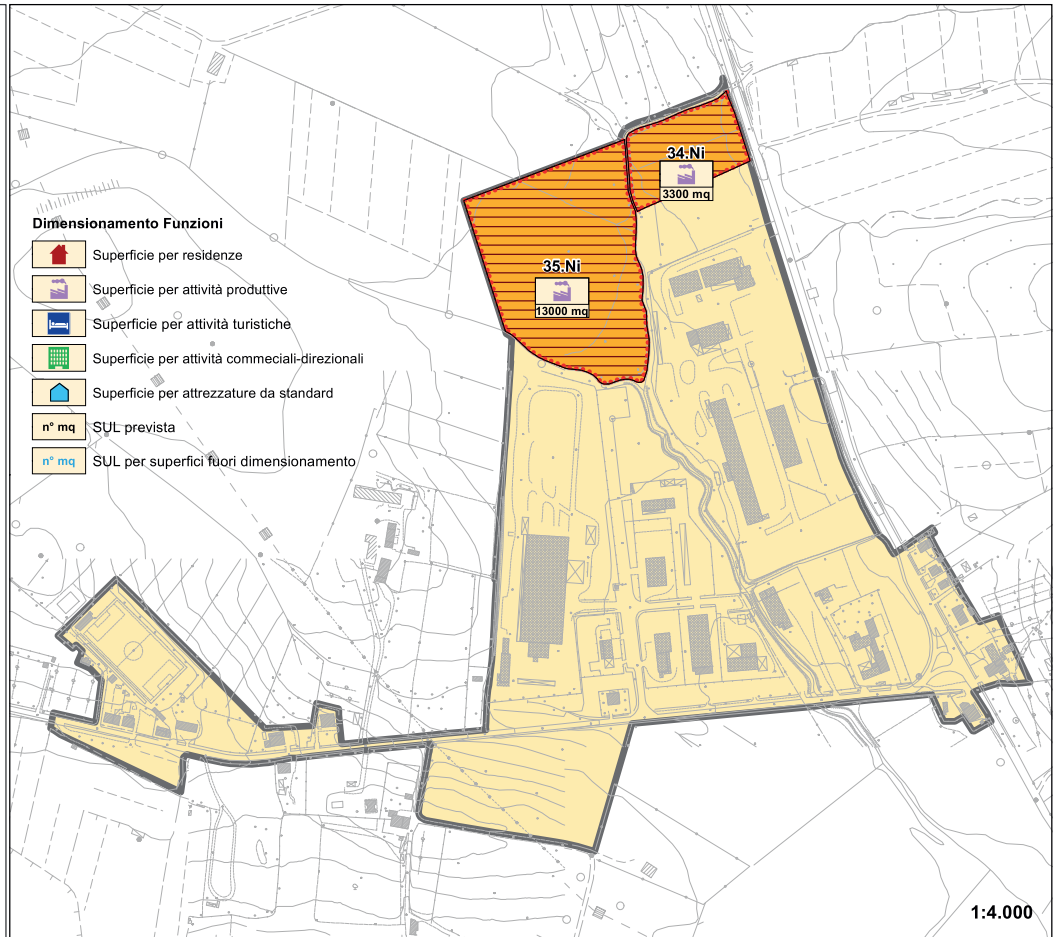 34.Ni
3300 mq
35.Ni
13000 mq
Dimensionamento Funzioni
Superficie per residenze
Superficie per attività produttive
Superficie per attività turistiche
Superficie per attività commeciali-direzionali
Superficie per attrezzature da standard
n° mq SUL prevista
n° mq SUL per superfici fuori dimensionamento
1:4.000